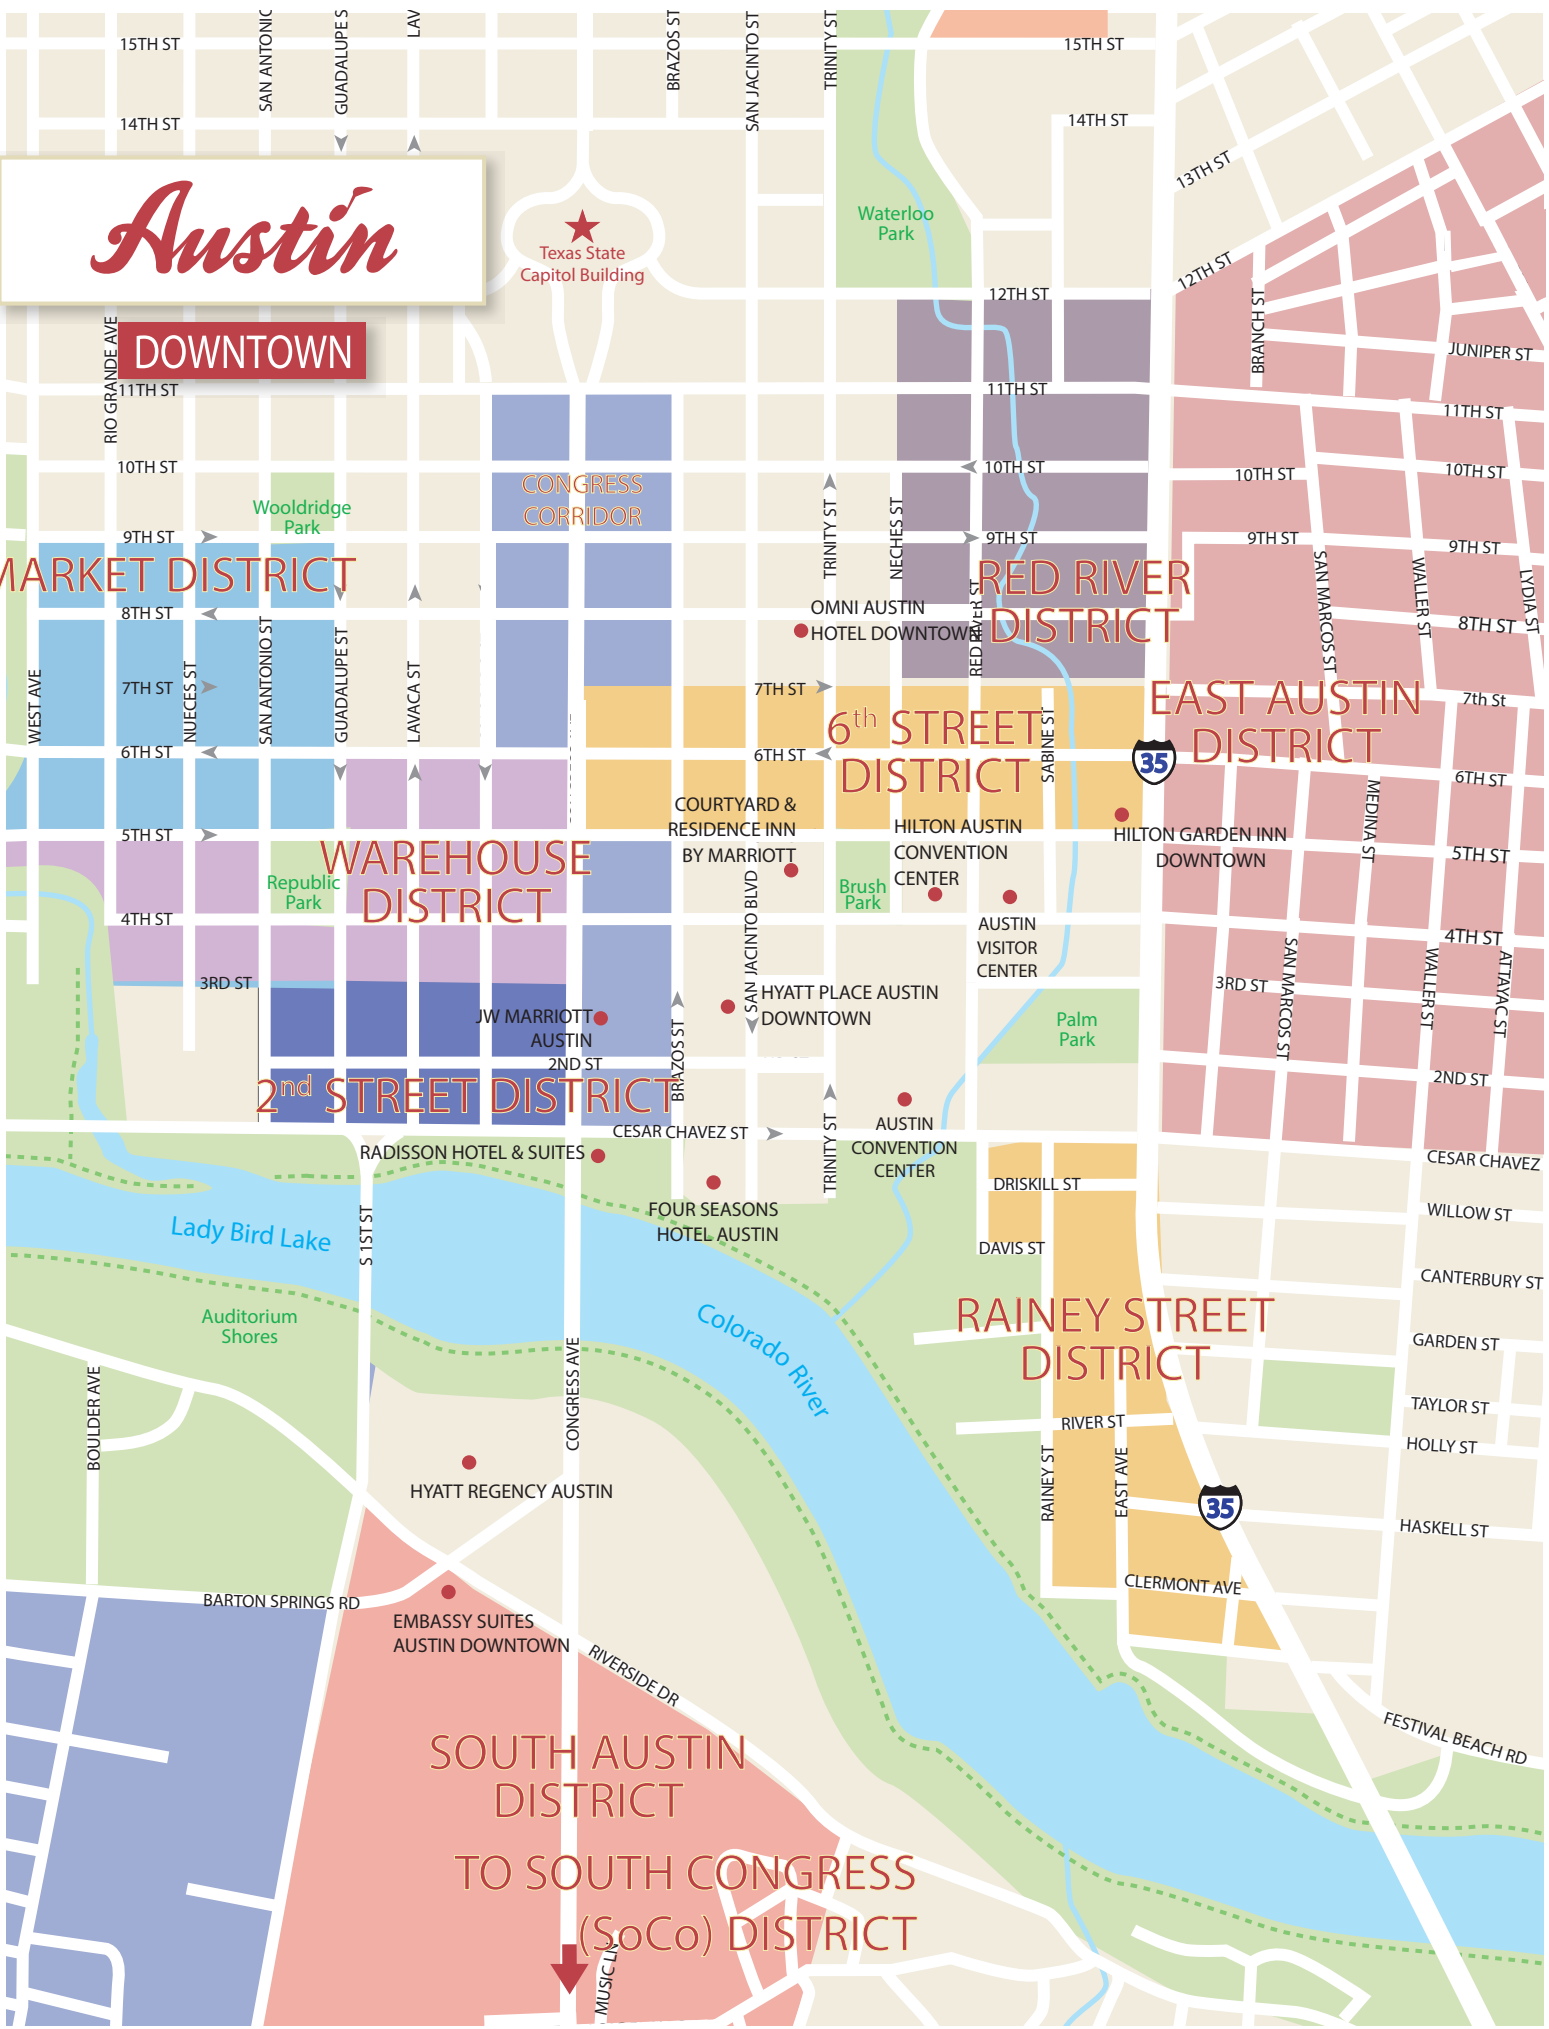 SAN ANTONIO
GUADALUPE S
LAV
BRAZOS ST
SAN JACINTO ST
TRINITY ST
15TH ST
15TH ST
14TH ST
14TH ST
13TH ST
Austin
DOWNTOWN
Texas State
Capitol Building
Waterloo
Park
12TH ST
12TH ST
BRANCH ST
JUNIPER ST
RIO GRANDE AVE
11TH ST
11TH ST
11TH ST
10TH ST
10TH ST
10TH ST
10TH ST
CONGRESS
CORRIDOR
Wooldridge
Park
9TH ST
9TH ST
9TH ST
9TH ST
TRINITY ST
NECHES ST
MARKET DISTRICT
RED RIVER
DISTRICT
RED RIVER ST
SAN MARCOS ST
WALLER ST
LYDIA ST
8TH ST
8TH ST
OMNI AUSTIN
HOTEL DOWNTOWN
WEST AVE
NUECES ST
SAN ANTONIO ST
GUADALUPE ST
LAVACA ST
7TH ST
7TH ST
7th St
EAST AUSTIN
DISTRICT
6th STREET
DISTRICT
SABINE ST
6TH ST
6TH ST
6TH ST
35
MEDINA ST
COURTYARD &
RESIDENCE INN
BY MARRIOTT
HILTON AUSTIN
CONVENTION
CENTER
HILTON GARDEN INN
DOWNTOWN
5TH ST
5TH ST
WAREHOUSE
DISTRICT
Republic
Park
Brush
Park
4TH ST
4TH ST
AUSTIN
VISITOR
CENTER
SAN JACINTO BLVD
3RD ST
3RD ST
SAN MARCOS ST
WALLER ST
ATTAYAC ST
JW MARRIOTT
AUSTIN
HYATT PLACE AUSTIN
DOWNTOWN
Palm
Park
BRAZOS ST
2ND ST
2ND ST
2nd STREET DISTRICT
CESAR CHAVEZ ST
TRINITY ST
AUSTIN
CONVENTION
CENTER
CESAR CHAVEZ
RADISSON HOTEL & SUITES
FOUR SEASONS
HOTEL AUSTIN
DRISKILL ST
DAVIS ST
WILLOW ST
Lady Bird Lake
S 1ST ST
CANTERBURY ST
Auditorium
Shores
Colorado River
RAINEY STREET
DISTRICT
GARDEN ST
BOULDER AVE
CONGRESS AVE
TAYLOR ST
RIVER ST
HOLLY ST
RAINEY ST
EAST AVE
HYATT REGENCY AUSTIN
35
HASKELL ST
BARTON SPRINGS RD
CLERMONT AVE
EMBASSY SUITES
AUSTIN DOWNTOWN
RIVERSIDE DR
FESTIVAL BEACH RD
SOUTH AUSTIN
DISTRICT
TO SOUTH CONGRESS
(SoCo) DISTRICT
MUSIC LN